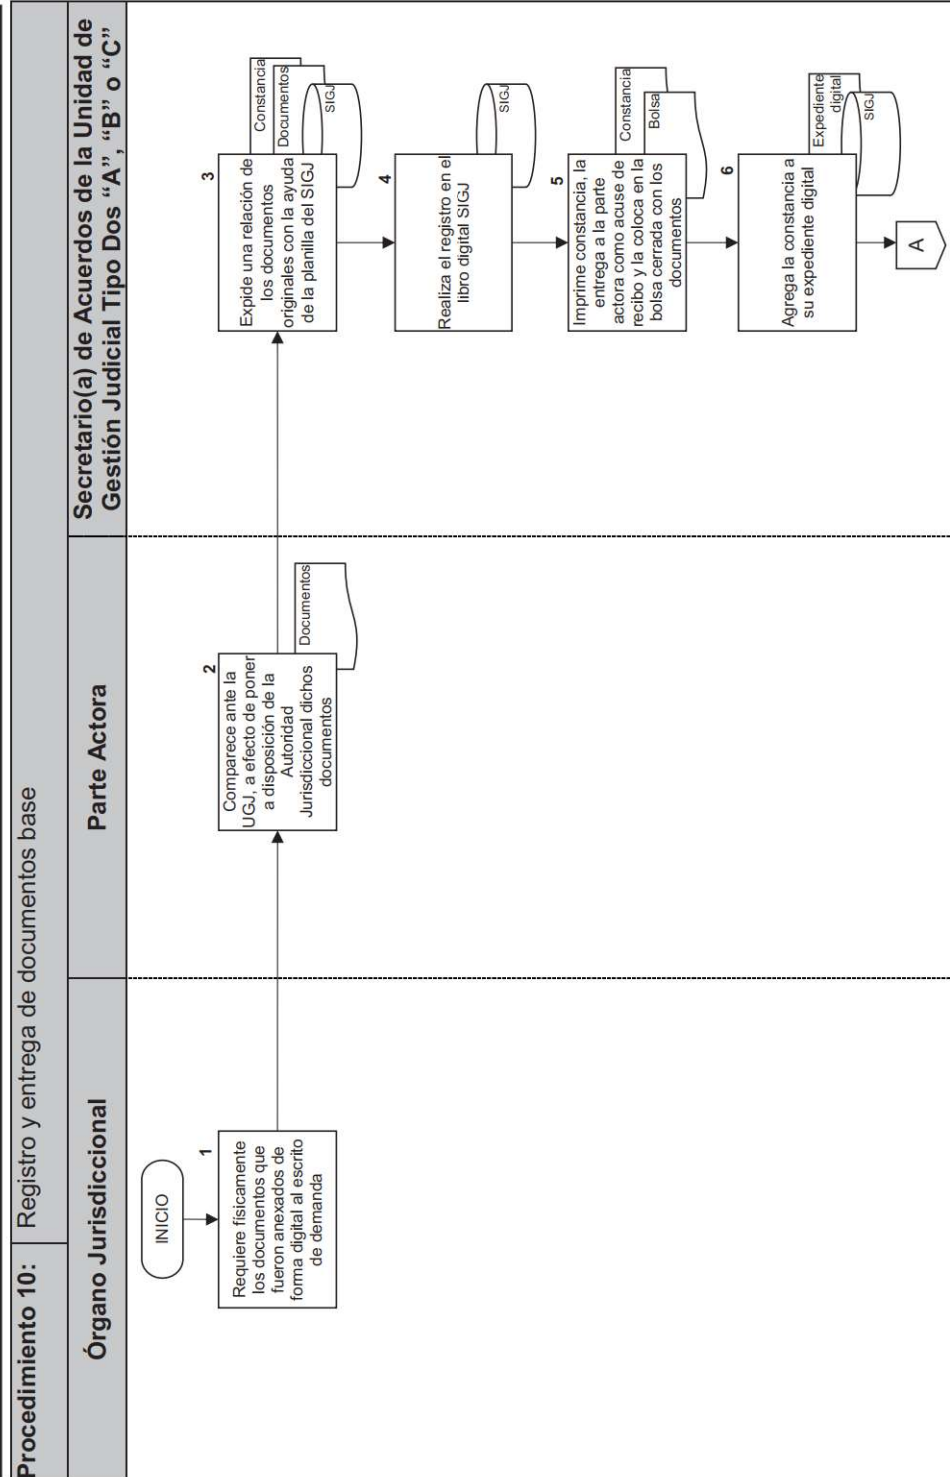 Procedimiento 10: Registro y entrega de documentos base
Órgano Jurisdiccional
Parte Actora
Secretario(a) de Acuerdos de la Unidad de
Gestión Judicial Tipo Dos “A”, “B” o “C”
INICIO
1
Requiere físicamente
los documentos que
fueron anexados de
forma digital al escrito
de demanda
2
Comparece ante la
UGJ, a efecto de poner
a disposición de la
Autoridad
Jurisdiccional dichos
documentos
Documentos
3
Expide una relación de
los documentos
originales con la ayuda
de la planilla del SIGJ
Constancia
Documentos
SIGJ
4
Realiza el registro en el
libro digital SIGJ
SIGJ
5
Imprime constancia, la
entrega a la parte
actora como acuse de
recibo y la coloca en la
bolsa cerrada con los
documentos
Constancia
Bolsa
6
Agrega la constancia a
su expediente digital
Expediente
digital
SIGJ
A